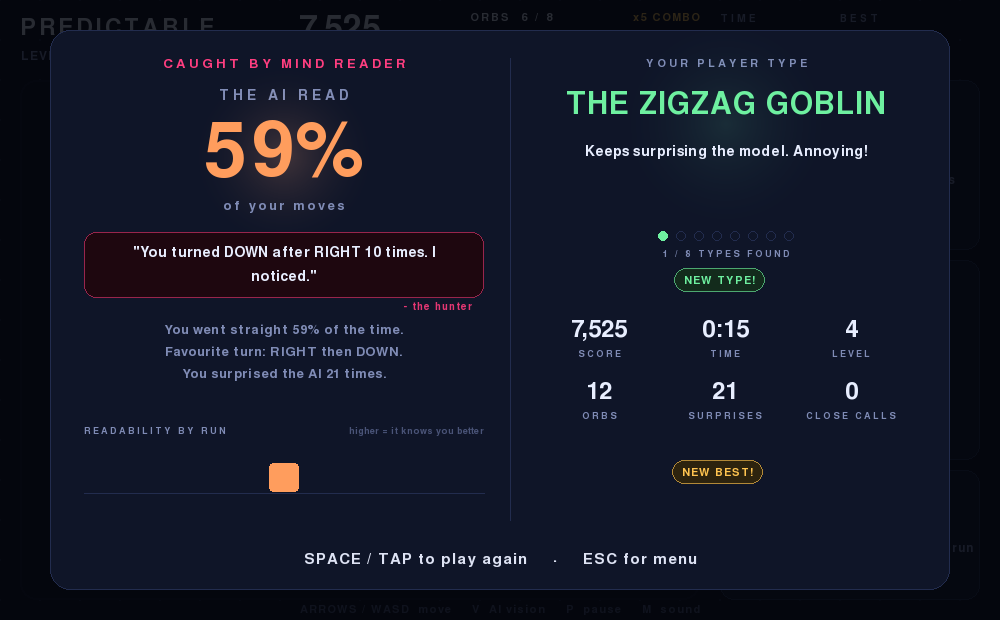 PREDICTABLE
7,525
ORBS 6 / 8
x5 COMBO
TIME
BEST
CAUGHT BY MIND READER
THE AI READ
59%
of your moves
"You turned DOWN after RIGHT 10 times. I
noticed."
- the hunter
You went straight 59% of the time.
Favourite turn: RIGHT then DOWN.
You surprised the AI 21 times.
READABILITY BY RUN
higher = it knows you better
YOUR PLAYER TYPE
THE ZIGZAG GOBLIN
Keeps surprising the model. Annoying!
1 / 8 TYPES FOUND
NEW TYPE!
7,525
SCORE
0:15
TIME
4
LEVEL
12
ORBS
21
SURPRISES
0
CLOSE CALLS
NEW BEST!
SPACE / TAP to play again · ESC for menu
run
ARROWS / WASD move V AI vision P pause M sound